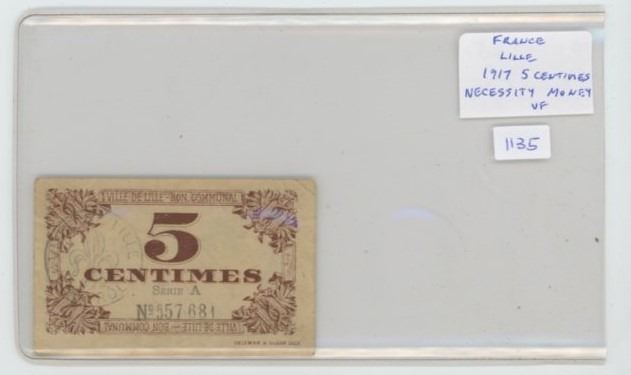 FRANCE
LILLE
1917 5 CENTIMES
NECESSITY MONEY
VF
1135
VILLE DE LILLE - BON COMMUNAL
5
CENTIMES
SERIE A
Nº 557,681
VILLE DE LILLE - BON COMMUNAL